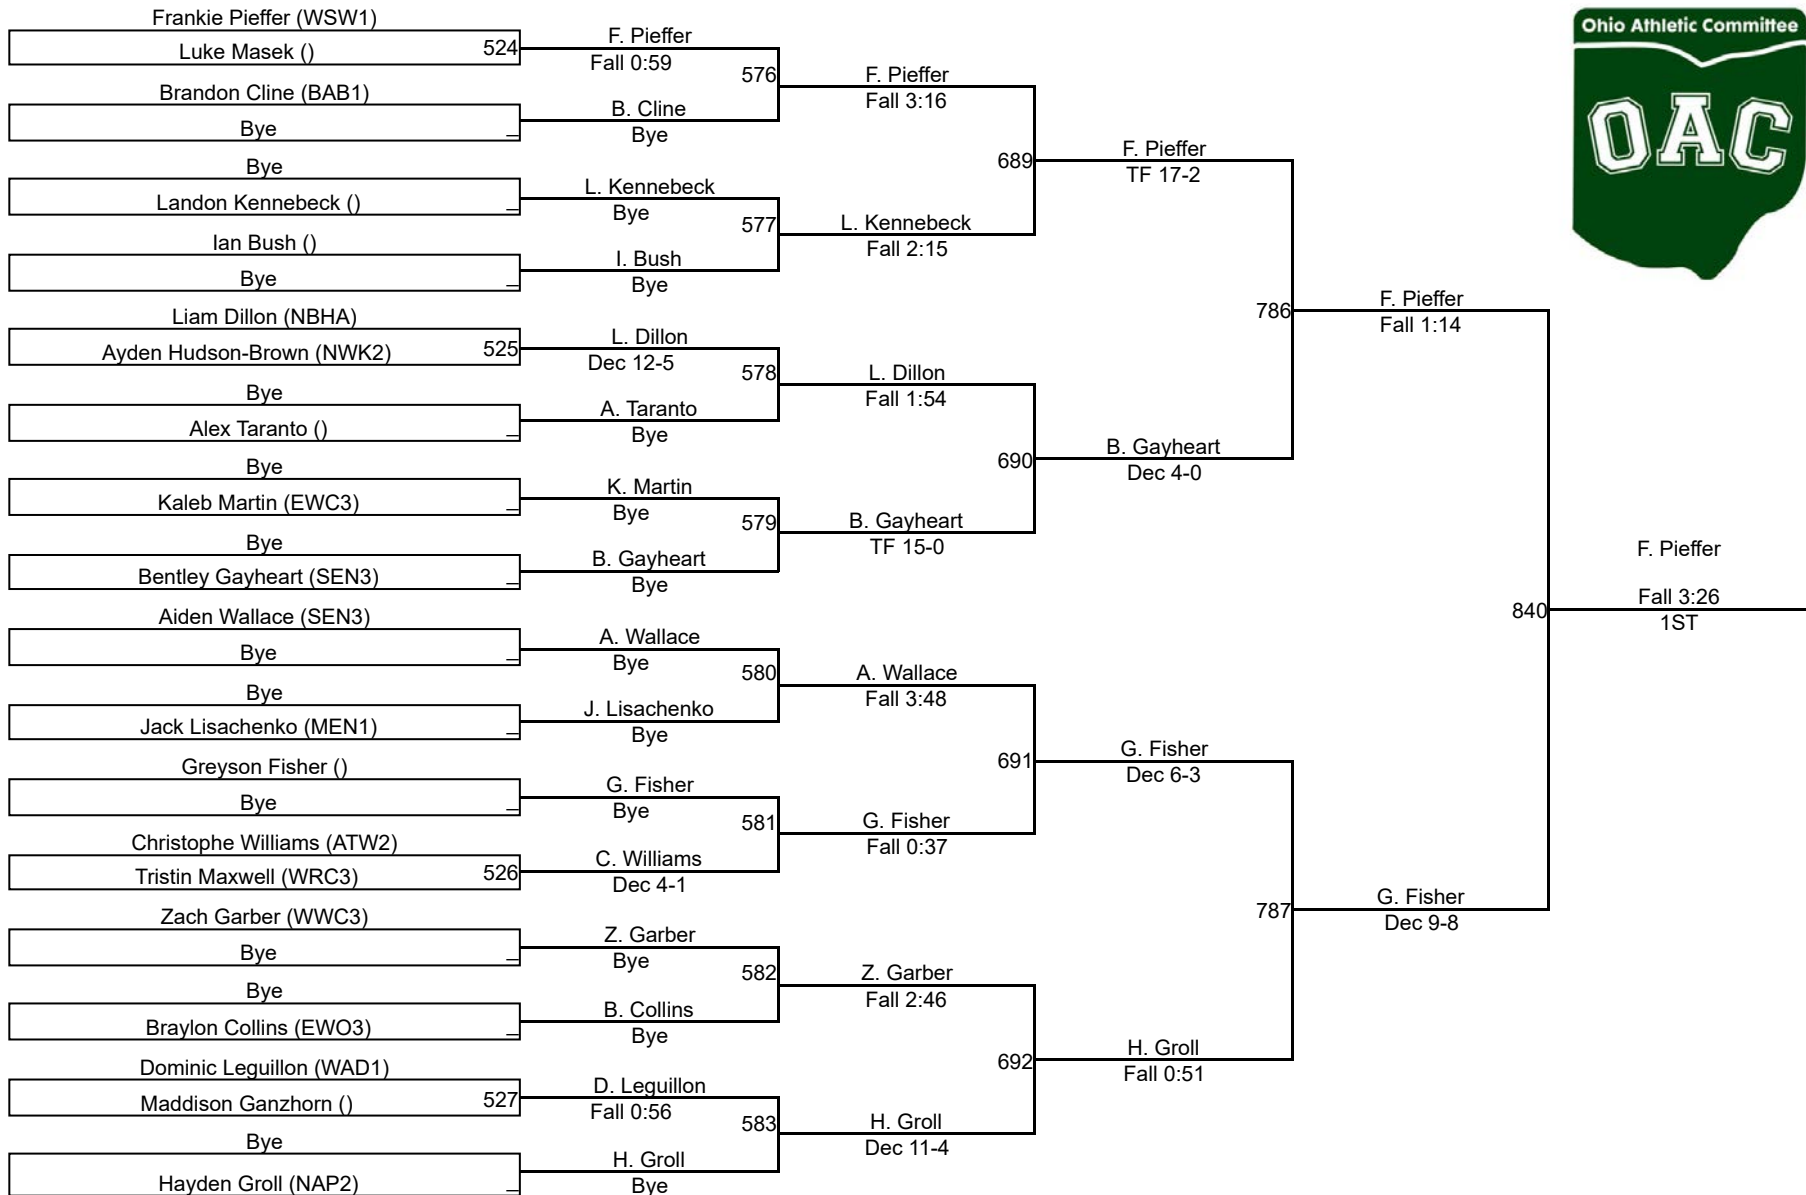 Frankie Pieffer (WSW1)
Luke Masek ()
524
Brandon Cline (BAB1)
Bye
_
Bye
Landon Kennebeck ()
_
Ian Bush ()
Bye
_
Liam Dillon (NBHA)
Ayden Hudson-Brown (NWK2)
525
Bye
Alex Taranto ()
_
Bye
Kaleb Martin (EWC3)
_
Bye
Bentley Gayheart (SEN3)
_
Aiden Wallace (SEN3)
Bye
_
Bye
Jack Lisachenko (MEN1)
_
Greyson Fisher ()
Bye
_
Christophe Williams (ATW2)
Tristin Maxwell (WRC3)
526
Zach Garber (WWC3)
Bye
_
Bye
Braylon Collins (EWO3)
_
Dominic Leguillon (WAD1)
Maddison Ganzhorn ()
527
Bye
Hayden Groll (NAP2)
_
F. Pieffer
Fall 0:59
576
B. Cline
Bye
L. Kennebeck
Bye
577
I. Bush
Bye
L. Dillon
Dec 12-5
578
A. Taranto
Bye
K. Martin
Bye
579
B. Gayheart
Bye
A. Wallace
Bye
580
J. Lisachenko
Bye
G. Fisher
Bye
581
C. Williams
Dec 4-1
Z. Garber
Bye
582
B. Collins
Bye
D. Leguillon
Fall 0:56
583
H. Groll
Bye
F. Pieffer
Fall 3:16
689
L. Kennebeck
Fall 2:15
L. Dillon
Fall 1:54
690
B. Gayheart
TF 15-0
A. Wallace
Fall 3:48
691
G. Fisher
Fall 0:37
Z. Garber
Fall 2:46
692
H. Groll
Dec 11-4
F. Pieffer
TF 17-2
786
B. Gayheart
Dec 4-0
G. Fisher
Dec 6-3
787
H. Groll
Fall 0:51
F. Pieffer
Fall 1:14
840
G. Fisher
Dec 9-8
F. Pieffer
Fall 3:26
1ST
Ohio Athletic Committee
OAC